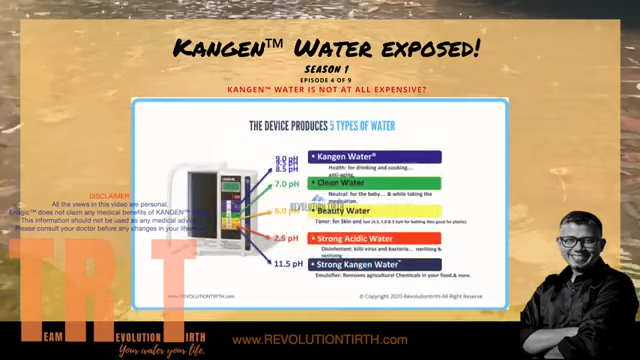 KANGEN™ WATER EXPOSED!
SEASON 1
EPISODE 4 OF 9
KANGEN™ WATER IS NOT AT ALL EXPENSIVE?
THE DEVICE PRODUCES 5 TYPES OF WATER
9.0 pH
8.5 pH
• Kangen Water®
Health: for drinking and cooking...
anti-aging.
7.0 pH
• Clean Water
Neutral: for the baby... & while taking the
medication.
REVOLUTION
6.0 pH
• Beauty Water
Toner: for Skin and
2.5 pH
• Strong Acidic Water
Disinfectant: kills virus and bacteria... sterilizing &
sanitizing
11.5 pH
• Strong Kangen Water
Emulsifier: Removes agriculture/ Chemicals in your food & more.
www.REVOLUTIONTIRTH.com
© Copyright 2020-Revolutiontirth-All Right Reserve
DISCLAIMER
All the views in this video are personal.
Enagic™ does not claim any medical benefits of KANGEN™
This information should not be used as any medical advice
Please consult your doctor before any changes in your lifestyle
TRT
TEAM REVOLUTION TIRTH
Your water your life.
www.REVOLUTIONTIRTH.com